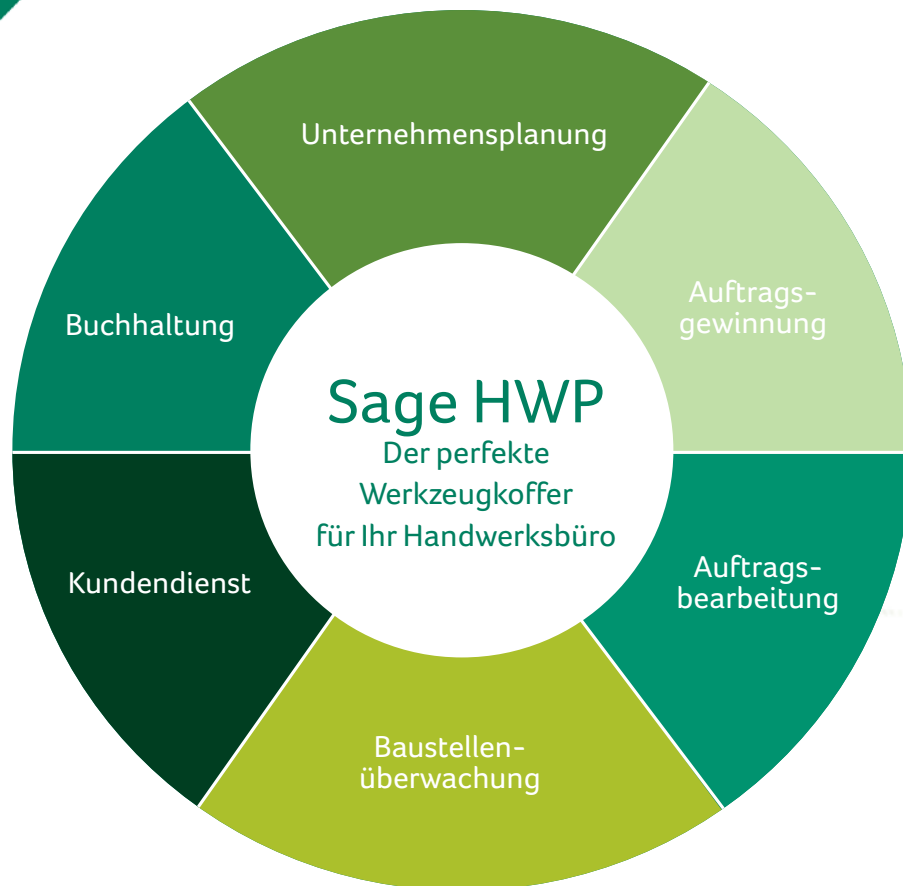 Unternehmensplanung
Auftrags-
gewinnung
Buchhaltung
Sage HWP
Der perfekte
Werkzeugkoffer
für Ihr Handwerksbüro
Auftrags-
bearbeitung
Kundendienst
Baustellen-
überwachung